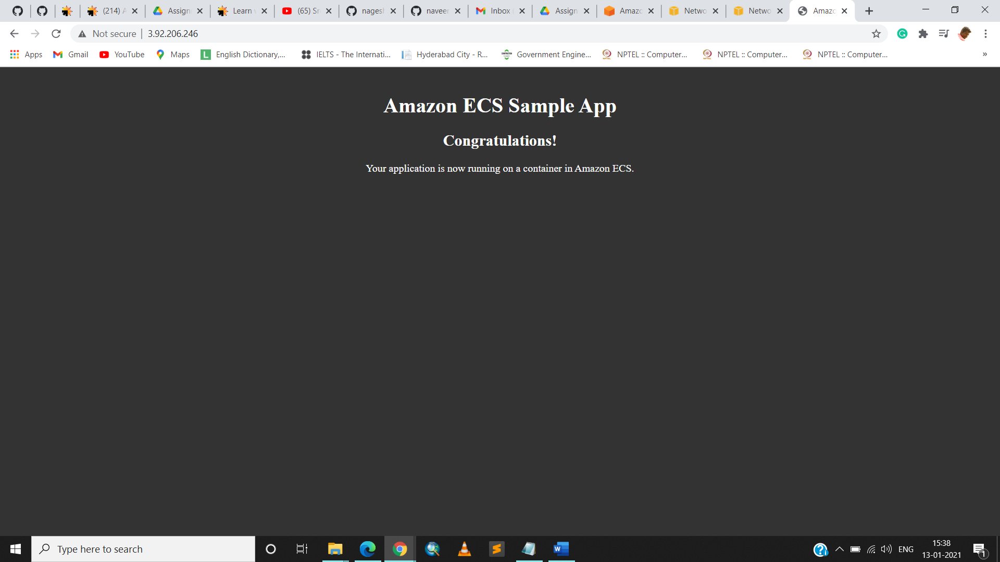 (214) A
Assign
Learn
(65) Sr
nagesh
naveen
Inbox
Assign
Amazo
Netwo
Netwo
Amazo
Not secure | 3.92.206.246
Apps
Gmail
YouTube
Maps
English Dictionary,...
IELTS - The Internati...
Hyderabad City - R...
Government Engine...
NPTEL :: Computer...
NPTEL :: Computer...
NPTEL :: Computer...
»
Amazon ECS Sample App
Congratulations!
Your application is now running on a container in Amazon ECS.
Type here to search
ENG
15:38
13-01-2021
1